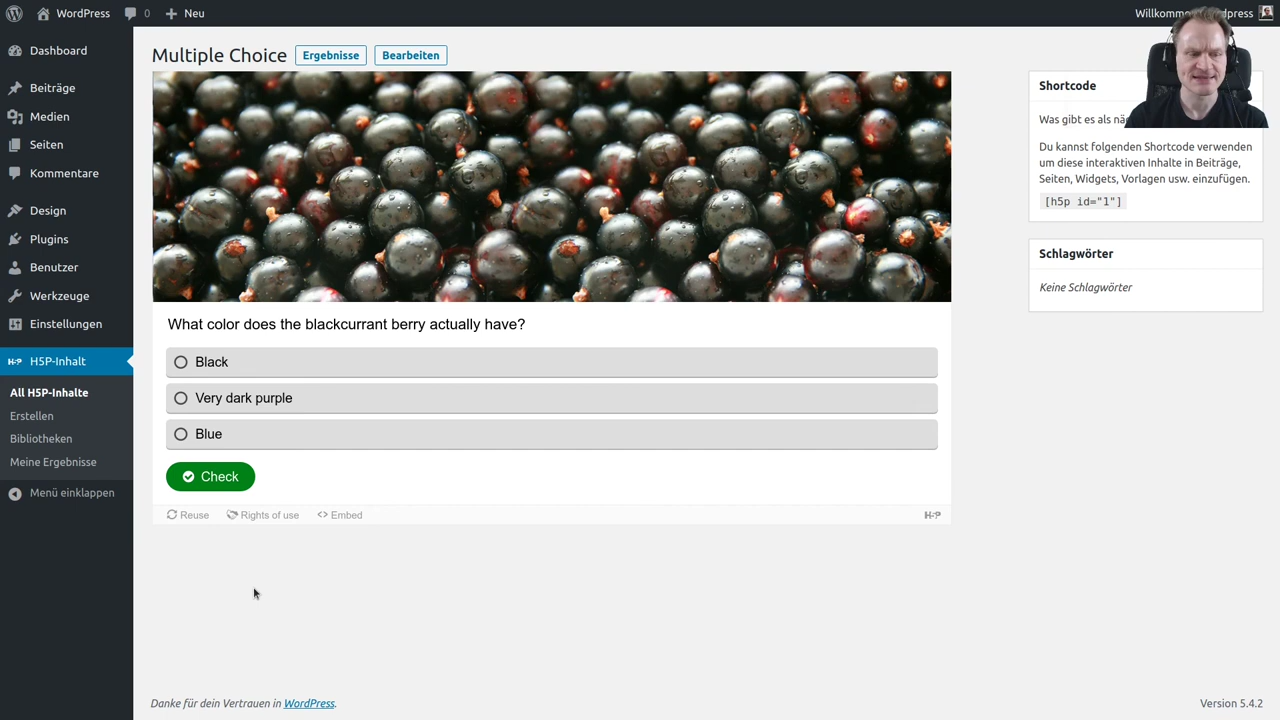 WordPress
0
Neu
Dashboard
Beiträge
Medien
Seiten
Kommentare
Design
Plugins
Benutzer
Werkzeuge
Einstellungen
H5P-Inhalt
All H5P-Inhalte
Erstellen
Bibliotheken
Meine Ergebnisse
Menü einklappen
Multiple Choice
Ergebnisse
Bearbeiten
What color does the blackcurrant berry actually have?
Black
Very dark purple
Blue
Check
Reuse
Rights of use
<> Embed
H5P
Shortcode
Was gibt es als
Du kannst folgenden Shortcode verwenden
um diese interaktiven Inhalte in Beiträge,
Seiten, Widgets, Vorlagen usw. einzufügen.
[h5p id="1"]
Schlagwörter
Keine Schlagwörter
Danke für dein Vertrauen in WordPress.
Version 5.4.2